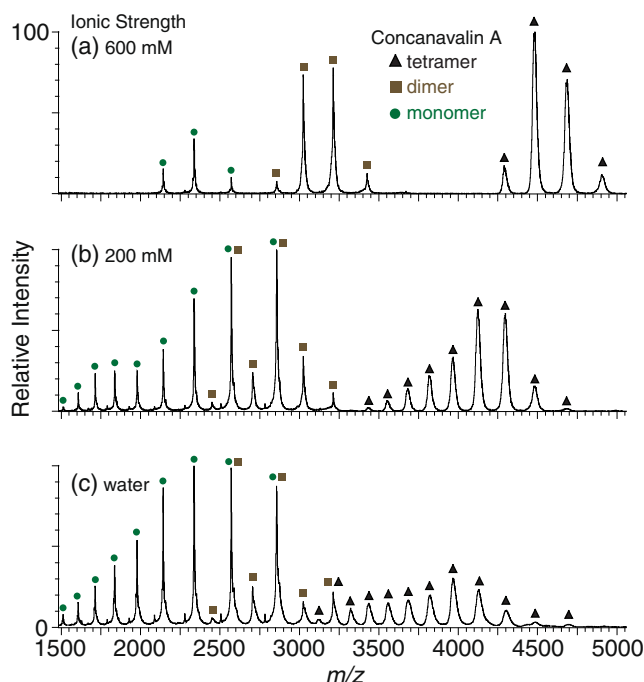 Ionic Strength
(a) 600 mM
100
Concanavalin A
tetramer
dimer
monomer
(b) 200 mM
Relative Intensity
(c) water
0
1500 2000 2500 3000 3500 4000 4500 5000
m/z